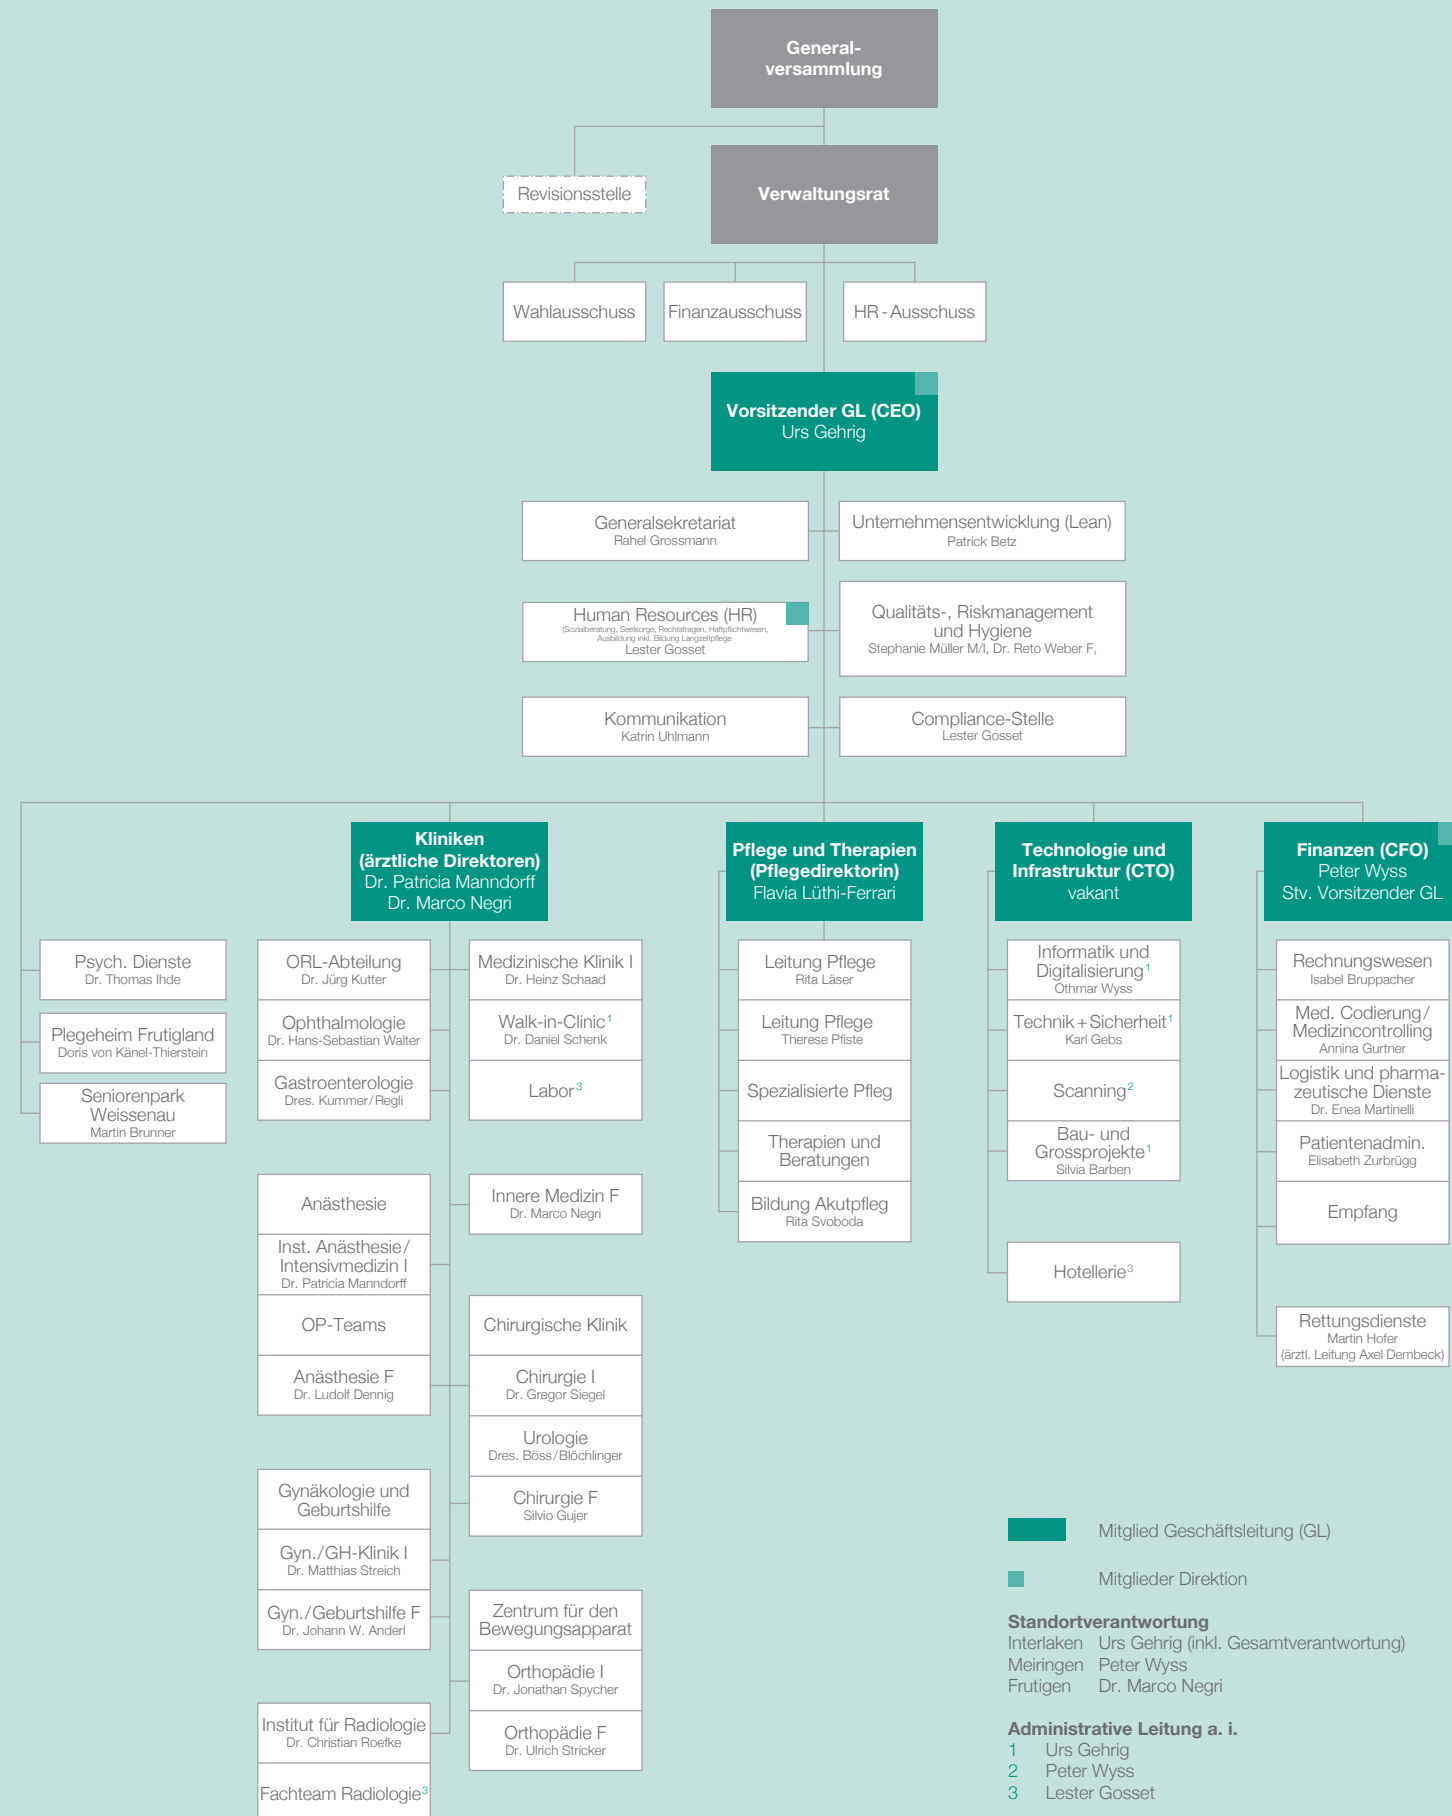 General-
versammlung
Revisionsstelle
Verwaltungsrat
Wahlausschuss
Finanzausschuss
HR - Ausschuss
Vorsitzender GL (CEO)
Urs Gehrig
Generalsekretariat
Rahel Grossmann
Unternehmensentwicklung (Lean)
Patrick Betz
Human Resources (HR)
(Sozialberatung, Seelsorge, Rechtsfragen, Haftpflichtwesen,
Ausbildung inkl. Bildung Langzeitpflege
Lester Gosset
Qualitäts-, Riskmanagement
und Hygiene
Stephanie Müller M/I, Dr. Reto Weber F,
Kommunikation
Katrin Uhlmann
Compliance-Stelle
Lester Gosset
Kliniken
(ärztliche Direktoren)
Dr. Patricia Manndorff
Dr. Marco Negri
Pflege und Therapien
(Pflegedirektorin)
Flavia Lüthi-Ferrari
Technologie und
Infrastruktur (CTO)
vakant
Finanzen (CFO)
Peter Wyss
Stv. Vorsitzender GL
Psych. Dienste
Dr. Thomas Ihde
Plegeheim Frutigland
Doris von Känel-Thierstein
Seniorenpark
Weissenau
Martin Brunner
ORL-Abteilung
Dr. Jürg Kutter
Ophthalmologie
Dr. Hans-Sebastian Walter
Gastroenterologie
Dres. Kummer/Regli
Anästhesie
Inst. Anästhesie/
Intensivmedizin I
Dr. Patricia Manndorff
OP-Teams
Anästhesie F
Dr. Ludolf Dennig
Gynäkologie und
Geburtshilfe
Gyn./GH-Klinik I
Dr. Matthias Streich
Gyn./Geburtshilfe F
Dr. Johann W. Anderl
Institut für Radiologie
Dr. Christian Roefke
Fachteam Radiologie³
Medizinische Klinik I
Dr. Heinz Schaad
Walk-in-Clinic¹
Dr. Daniel Schenk
Labor³
Innere Medizin F
Dr. Marco Negri
Chirurgische Klinik
Chirurgie I
Dr. Gregor Siegel
Urologie
Dres. Böss/Blöchlinger
Chirurgie F
Silvio Gujer
Zentrum für den
Bewegungsapparat
Orthopädie I
Dr. Jonathan Spycher
Orthopädie F
Dr. Ulrich Stricker
Leitung Pflege
Rita Läser
Leitung Pflege
Therese Pfiste
Spezialisierte Pfleg
Therapien und
Beratungen
Bildung Akutpfleg
Rita Svoboda
Informatik und
Digitalisierung¹
Othmar Wyss
Technik+Sicherheit¹
Karl Gebs
Scanning²
Bau- und
Grossprojekte¹
Silvia Barben
Hotellerie³
Rechnungswesen
Isabel Bruppacher
Med. Codierung/
Medizincontrolling
Annina Gurtner
Logistik und pharma-
zeutische Dienste
Dr. Enea Martinelli
Patientenadmin.
Elisabeth Zurbrügg
Empfang
Rettungsdienste
Martin Hofer
(ärztl. Leitung Axel Dembeck)
Mitglied Geschäftsleitung (GL)
Mitglieder Direktion
Standortverantwortung
Interlaken Urs Gehrig (inkl. Gesamtverantwortung)
Meiringen Peter Wyss
Frutigen Dr. Marco Negri
Administrative Leitung a. i.
1 Urs Gehrig
2 Peter Wyss
3 Lester Gosset